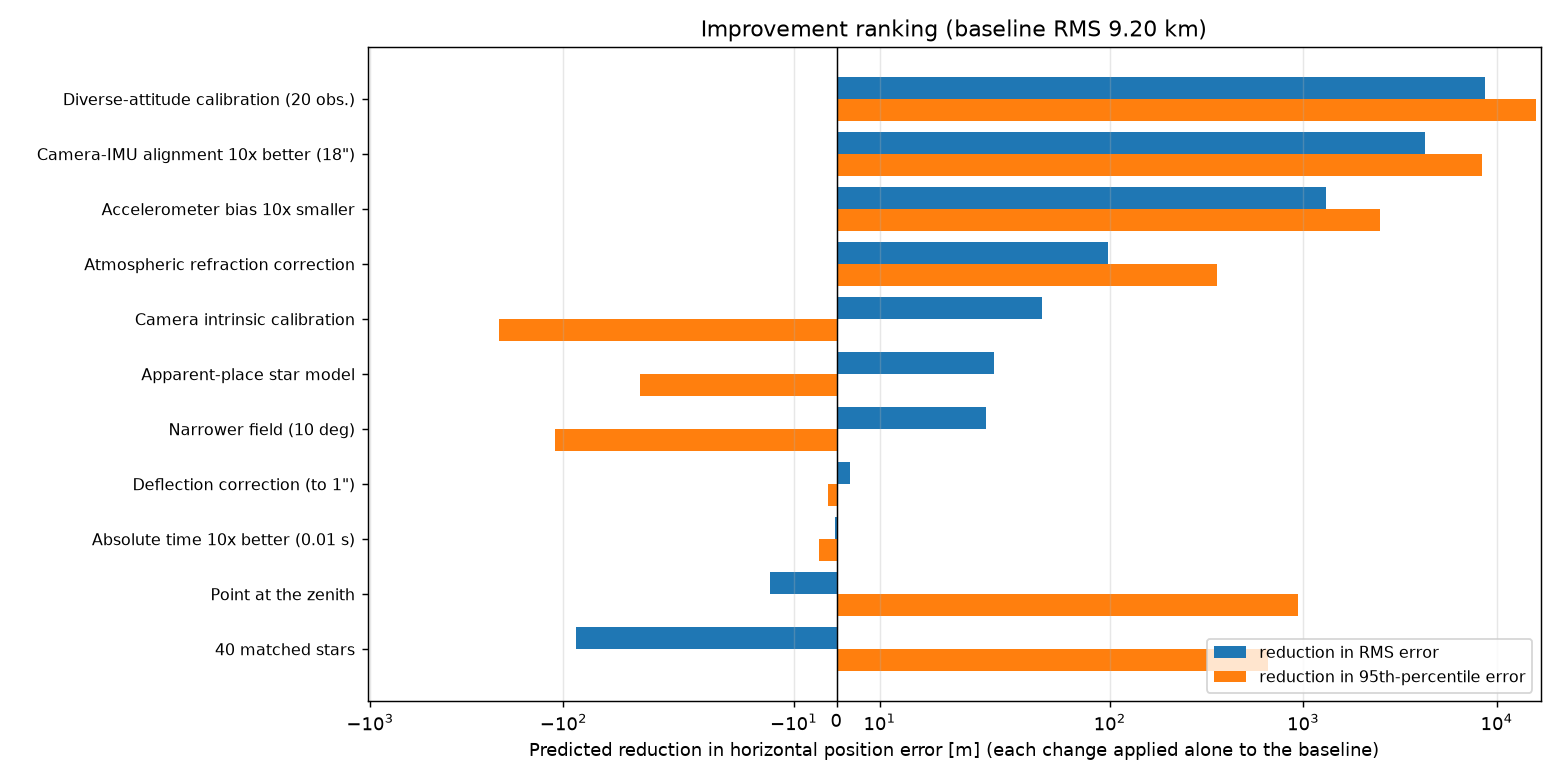 Improvement ranking (baseline RMS 9.20 km)
Diverse-attitude calibration (20 obs.)
Camera-IMU alignment 10x better (18")
Accelerometer bias 10x smaller
Atmospheric refraction correction
Camera intrinsic calibration
Apparent-place star model
Narrower field (10 deg)
Deflection correction (to 1")
Absolute time 10x better (0.01 s)
Point at the zenith
40 matched stars
reduction in RMS error
reduction in 95th-percentile error
−10³ −10² −10¹ 0 10¹ 10² 10³ 10⁴
Predicted reduction in horizontal position error [m] (each change applied alone to the baseline)